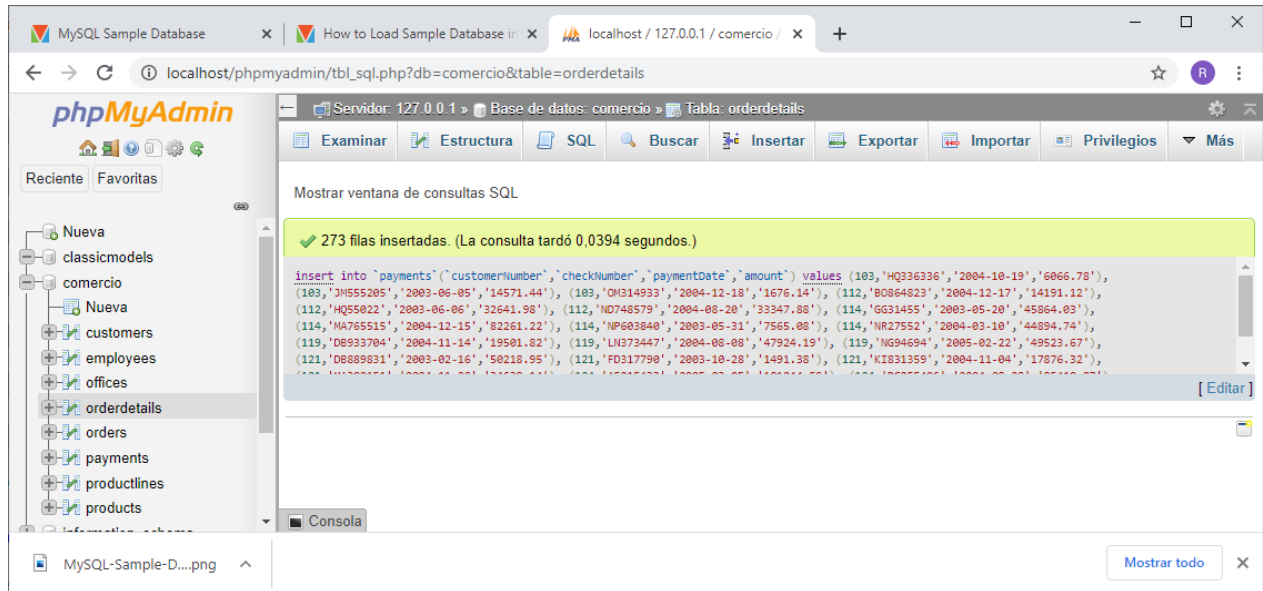 MySQL Sample Database
How to Load Sample Database in
localhost / 127.0.0.1 / comercio /
localhost/phpmyadmin/tbl_sql.php?db=comercio&table=orderdetails
R
phpMyAdmin
Reciente Favoritas
Nueva
classicmodels
comercio
Nueva
customers
employees
offices
orderdetails
orders
payments
productlines
products
Servidor: 127.0.0.1 » Base de datos: comercio » Tabla: orderdetails
Examinar Estructura SQL Buscar Insertar Exportar Importar Privilegios Más
Mostrar ventana de consultas SQL
273 filas insertadas. (La consulta tardó 0,0394 segundos.)
insert into `payments`(`customerNumber`,`checkNumber`,`paymentDate`,`amount`) values (103,'HQ336336','2004-10-19','6066.78'),
(103,'JM555205','2003-06-05','14571.44'), (103,'OM314933','2004-12-18','1676.14'), (112,'BO864823','2004-12-17','14191.12'),
(112,'HQ55022','2003-06-06','32641.98'), (112,'ND748579','2004-08-20','33347.88'), (114,'GG31455','2003-05-20','45864.03'),
(114,'MA765515','2004-12-15','82261.22'), (114,'NP603840','2003-05-31','7565.08'), (114,'NR27552','2004-03-10','44894.74'),
(119,'DB933704','2004-11-14','19501.82'), (119,'LN373447','2004-08-08','47924.19'), (119,'NG94694','2005-02-22','49523.67'),
(121,'DB889831','2003-02-16','50218.95'), (121,'FD317790','2003-10-28','1491.38'), (121,'KI831359','2004-11-04','17876.32'),
[ Editar ]
Consola
MySQL-Sample-D....png
Mostrar todo